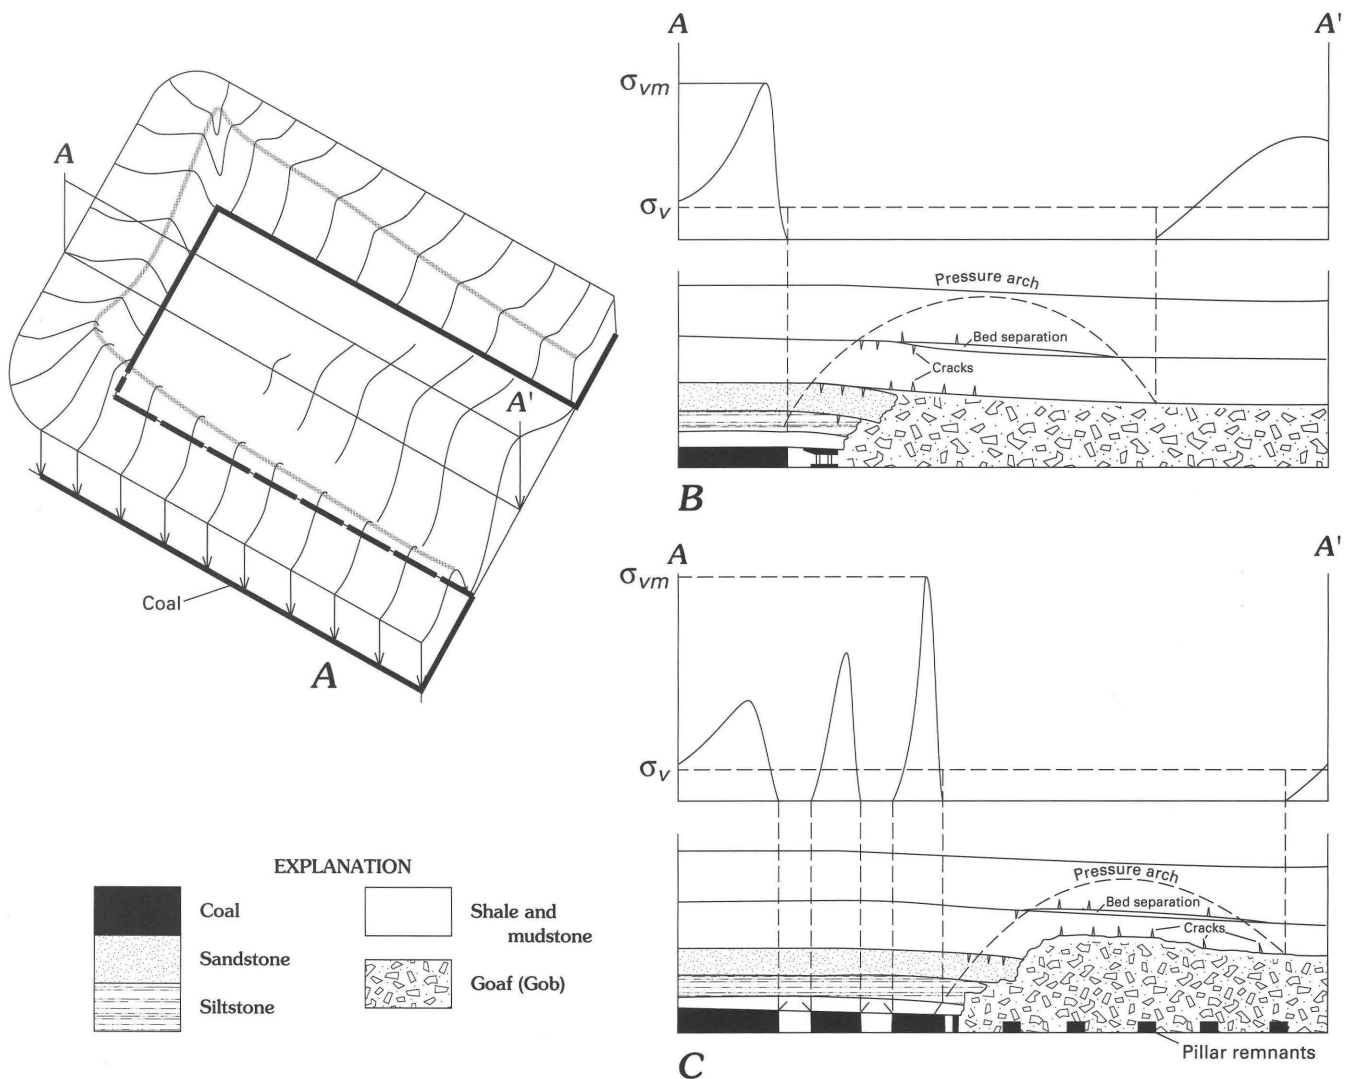 A
A'
Coal
A
EXPLANATION
Coal
Sandstone
Siltstone
Shale and
mudstone
Goaf (Gob)
A
A'
σvm
σv
Pressure arch
Bed separation
Cracks
B
A
A'
σvm
σv
Pressure arch
Bed separation
Cracks
Pillar remnants
C